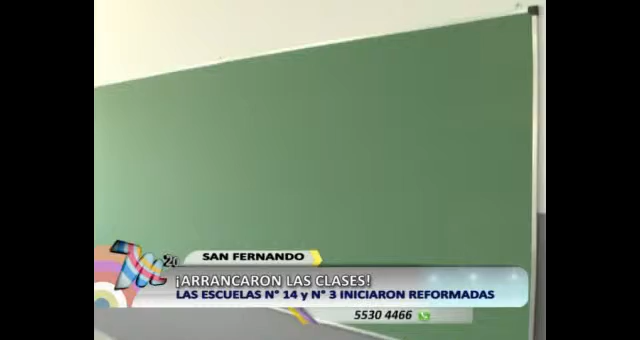 SAN FERNANDO
¡ARRANCARON LAS CLASES!
LAS ESCUELAS N° 14 y N° 3 INICIARON REFORMADAS
5530 4466